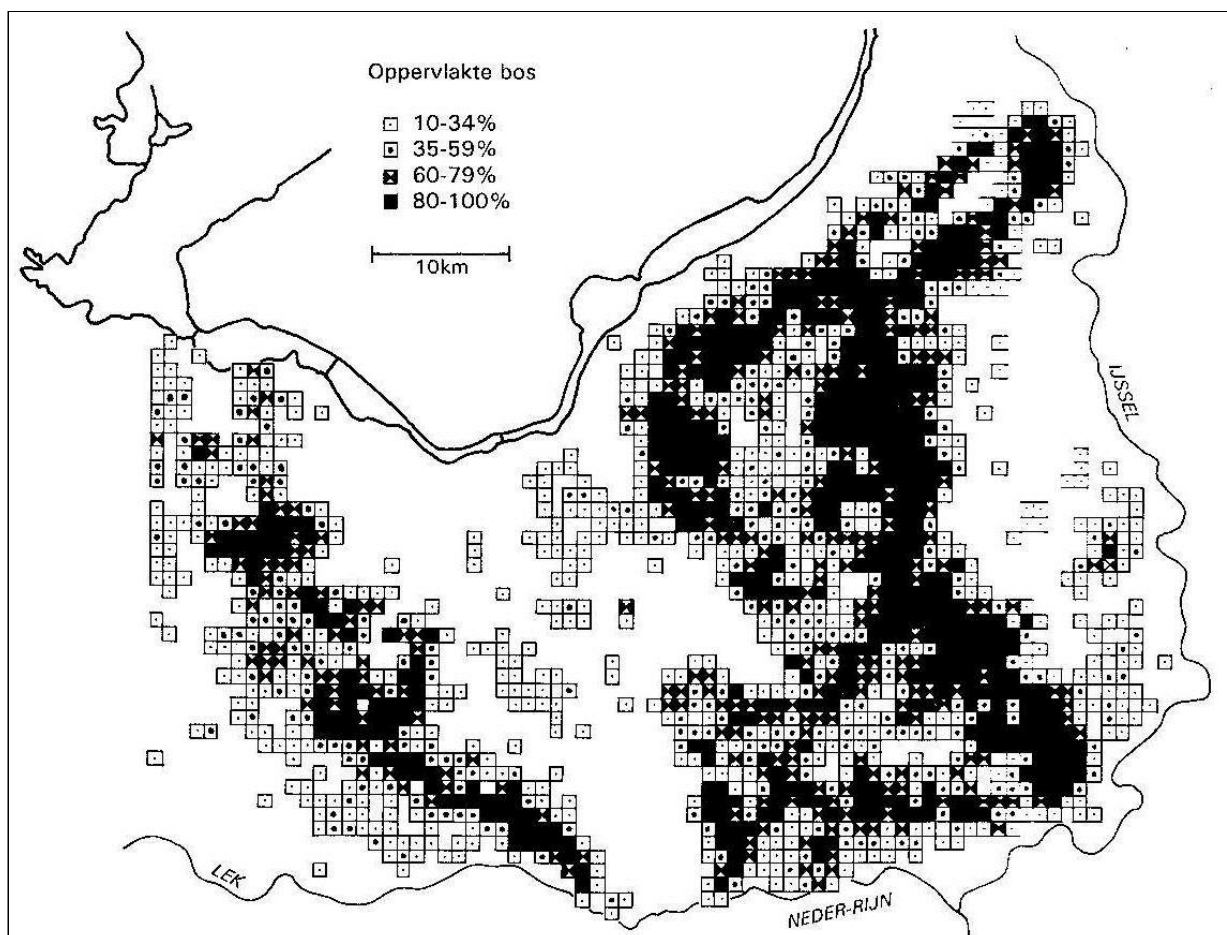 Oppervlakte bos
10-34%
35-59%
60-79%
80-100%
10km
IJSSEL
LEK
NEDER-RIJN